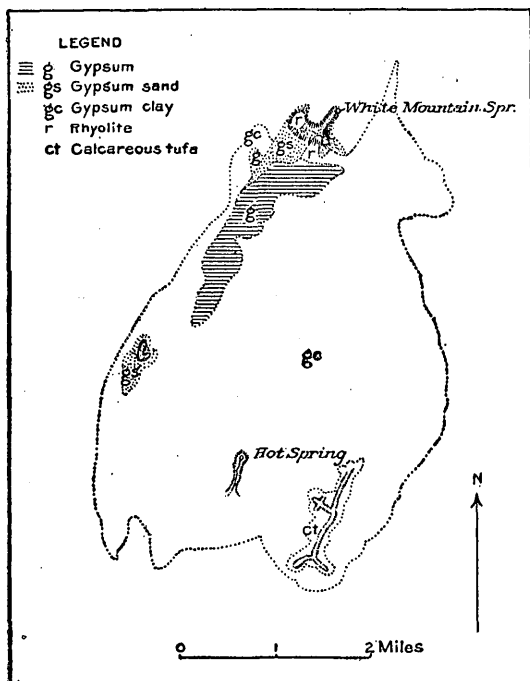 LEGEND
g Gypsum
gs Gypsum sand
gc Gypsum clay
r Rhyolite
ct Calcareous tufa
White Mountain Spr.
r
gc
gs
r
g
g
gc
gs
Hot Spring
ct
N
0 1 2 Miles